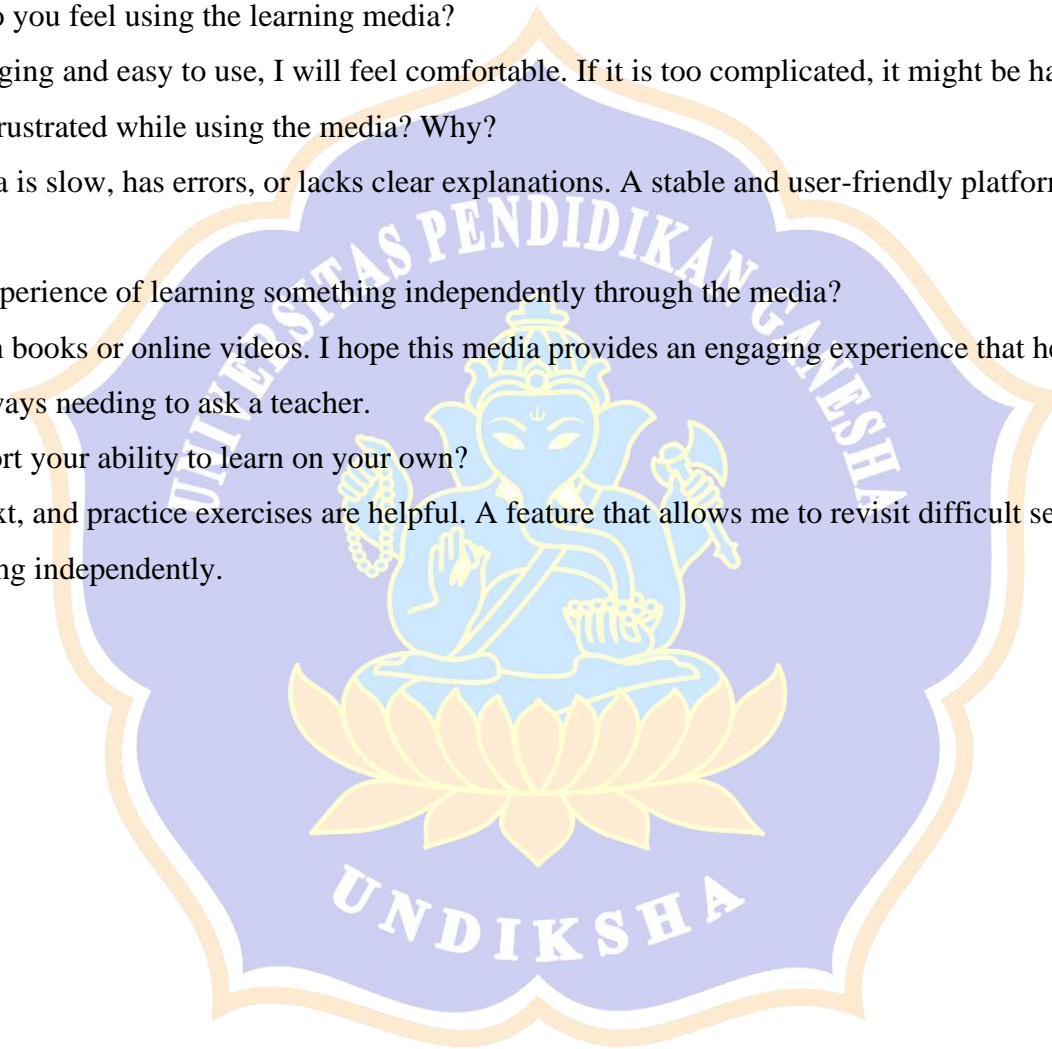 you feel using the learning media?
ging and easy to use, I will feel comfortable. If it is too complicated, it might be ha
rustrated while using the media? Why?
a is slow, has errors, or lacks clear explanations. A stable and user-friendly platform
perience of learning something independently through the media?
n books or online videos. I hope this media provides an engaging experience that he
ways needing to ask a teacher.
ort your ability to learn on your own?
xt, and practice exercises are helpful. A feature that allows me to revisit difficult se
ng independently.
UNIVERSITAS PENDIDIKAN GANESHA
UNDIKSHA